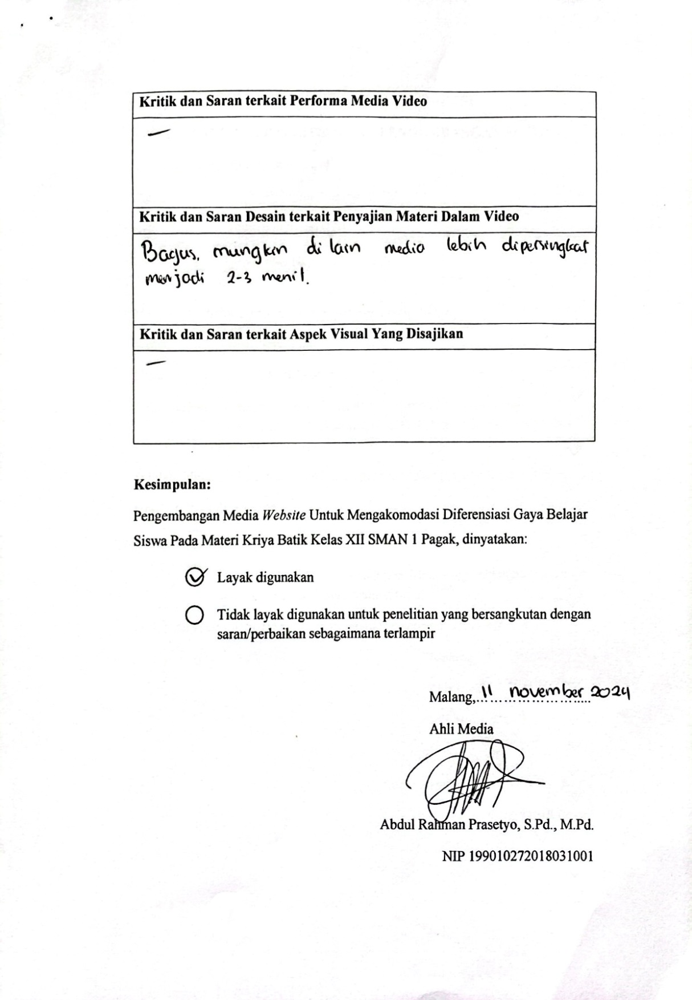 Kritik dan Saran terkait Performa Media Video
—
Kritik dan Saran Desain terkait Penyajian Materi Dalam Video
Bagus, mungkin di lain media lebih dipersingkat
menjadi 2-3 menit.
Kritik dan Saran terkait Aspek Visual Yang Disajikan
—
Kesimpulan:
Pengembangan Media Website Untuk Mengakomodasi Diferensiasi Gaya Belajar
Siswa Pada Materi Kriya Batik Kelas XII SMAN 1 Pagak, dinyatakan:
Layak digunakan
Tidak layak digunakan untuk penelitian yang bersangkutan dengan
saran/perbaikan sebagaimana terlampir
Malang, 11 november 2024
Ahli Media
Abdul Rahman Prasetyo, S.Pd., M.Pd.
NIP 199010272018031001